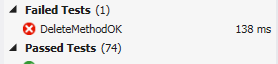 Failed Tests (1)
DeleteMethodOK 138 ms
Passed Tests (74)